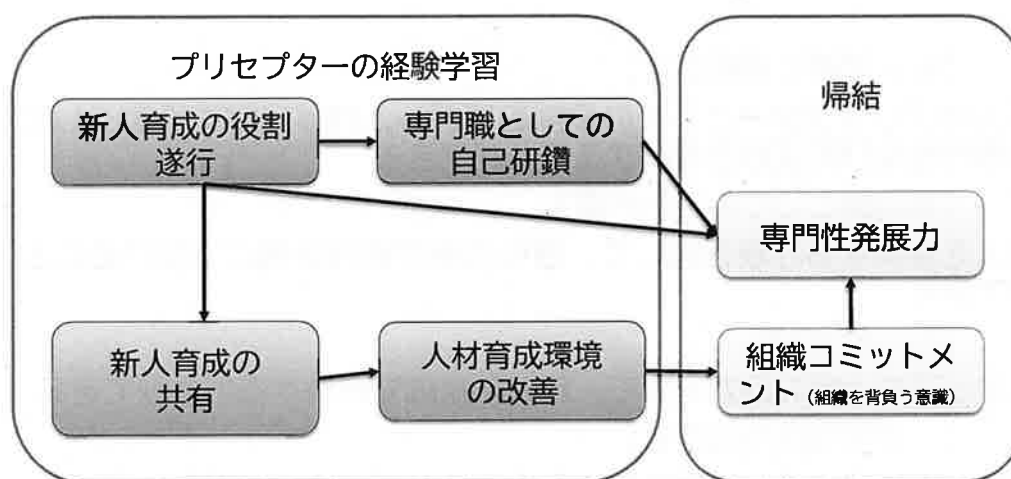 プリセプターの経験学習
新人育成の役割
遂行
専門職としての
自己研鑽
新人育成の
共有
人材育成環境
の改善
帰結
専門性発展力
組織コミットメ
ント（組織を背負う意識）